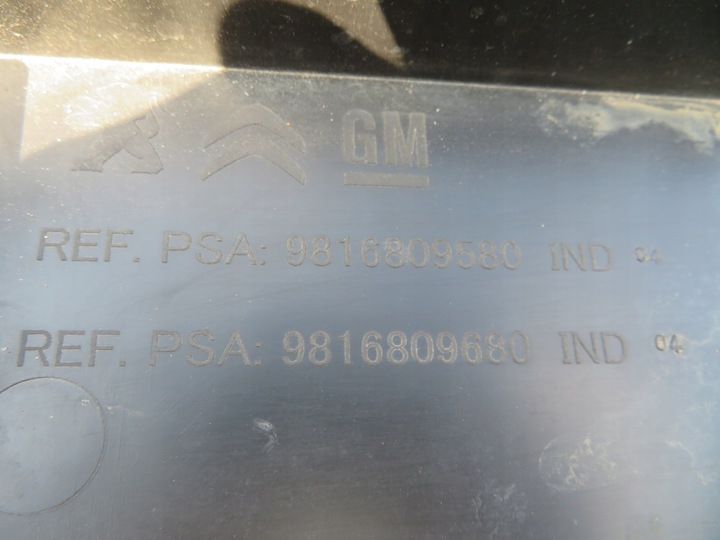 GM
REF. PSA: 9816809580 IND 04
REF. PSA: 9816809680 IND 04